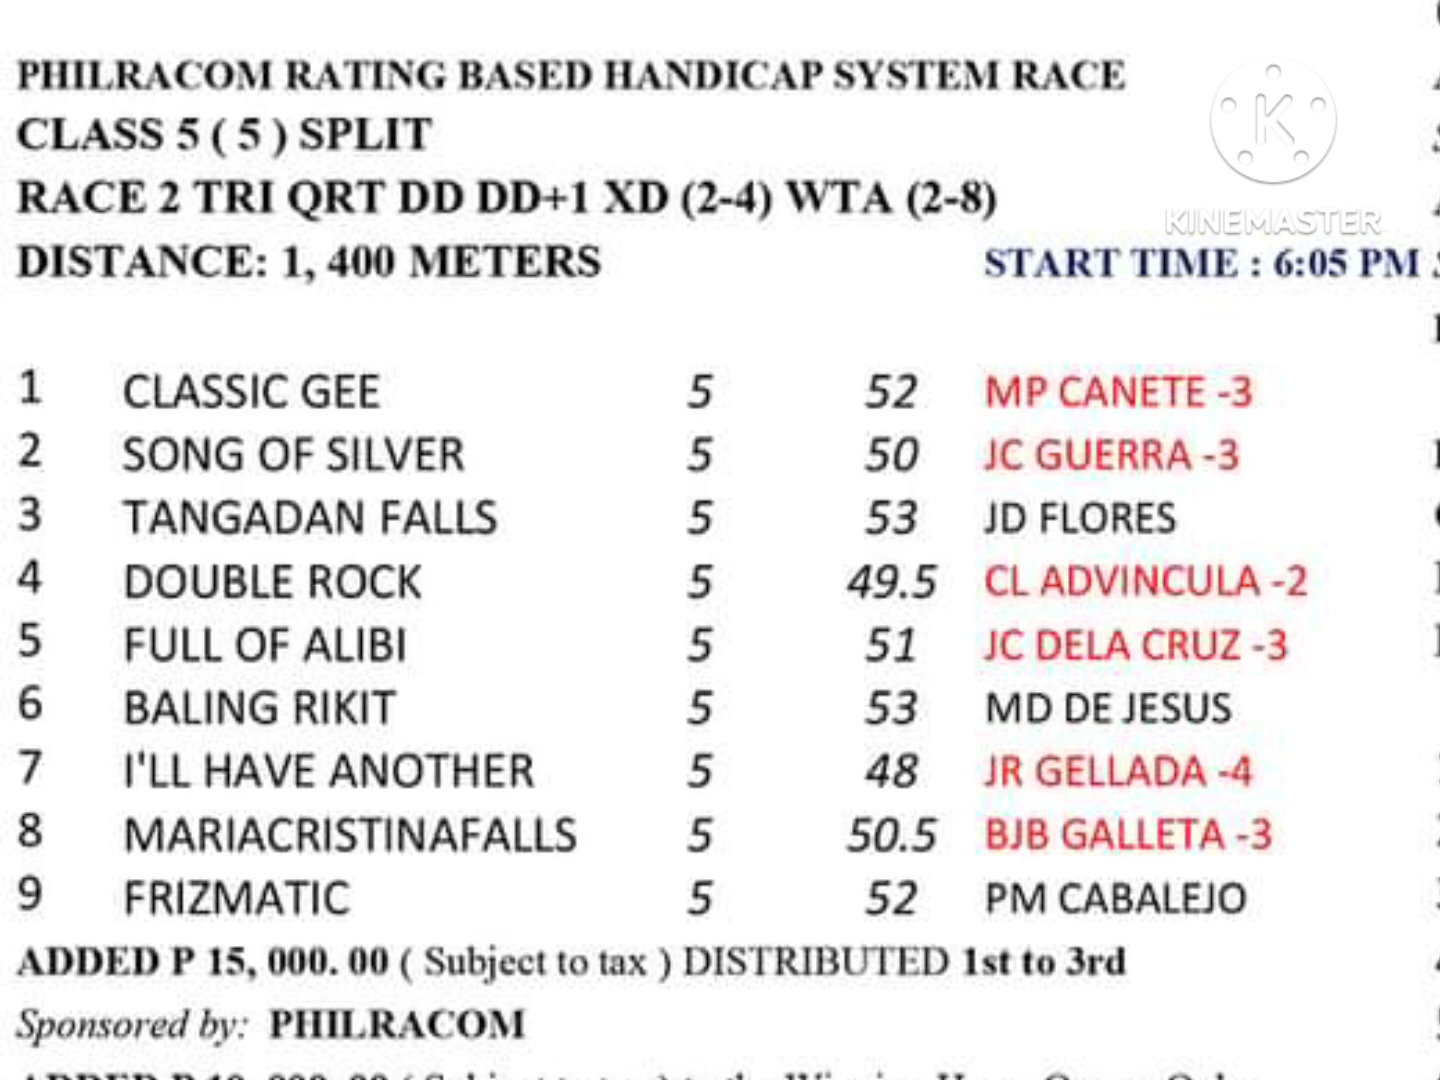 PHILRACOM RATING BASED HANDICAP SYSTEM RACE
CLASS 5 ( 5 ) SPLIT
RACE 2 TRI QRT DD DD+1 XD (2-4) WTA (2-8)
DISTANCE: 1, 400 METERS START TIME : 6:05 PM
K
KINEMASTER
1 CLASSIC GEE 5 52 MP CANETE -3
2 SONG OF SILVER 5 50 JC GUERRA -3
3 TANGADAN FALLS 5 53 JD FLORES
4 DOUBLE ROCK 5 49.5 CL ADVINCULA -2
5 FULL OF ALIBI 5 51 JC DELA CRUZ -3
6 BALING RIKIT 5 53 MD DE JESUS
7 I'LL HAVE ANOTHER 5 48 JR GELLADA -4
8 MARIACRISTINAFALLS 5 50.5 BJB GALLETA -3
9 FRIZMATIC 5 52 PM CABALEJO
ADDED P 15, 000. 00 ( Subject to tax ) DISTRIBUTED 1st to 3rd
Sponsored by: PHILRACOM